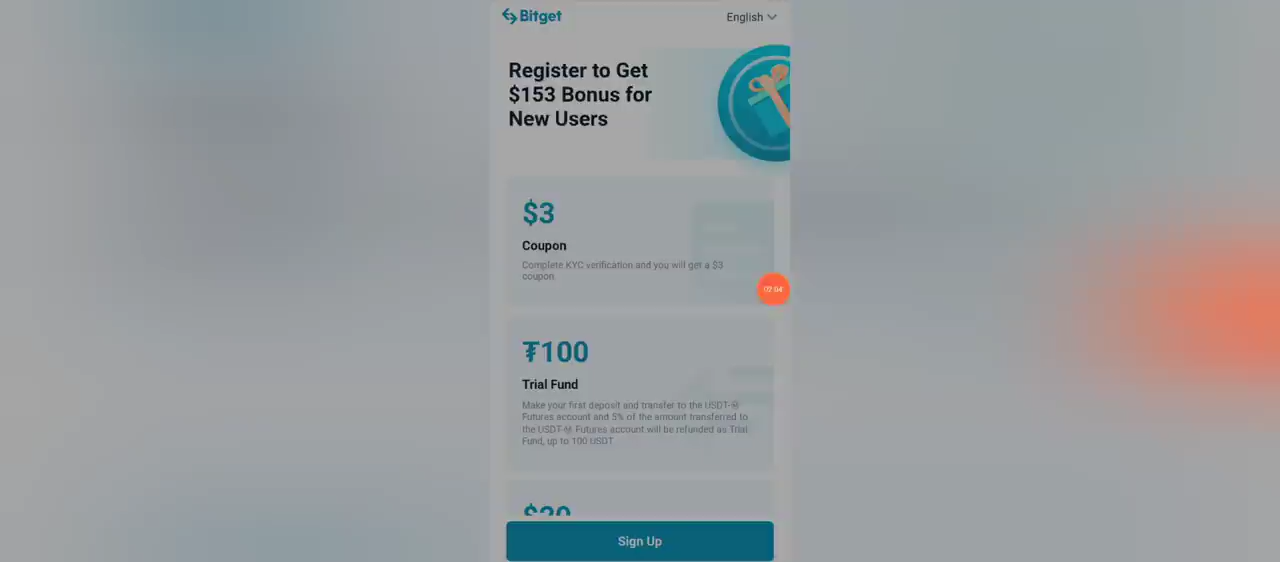 Bitget
English
Register to Get
$153 Bonus for
New Users
$3
Coupon
Complete KYC verification and you will get a $3
coupon.
02:04
₮100
Trial Fund
Make your first deposit and transfer to the USDT-Ⓜ
Futures account and 5% of the amount transferred to
the USDT-Ⓜ Futures account will be refunded as Trial
Fund, up to 100 USDT
$20
Sign Up